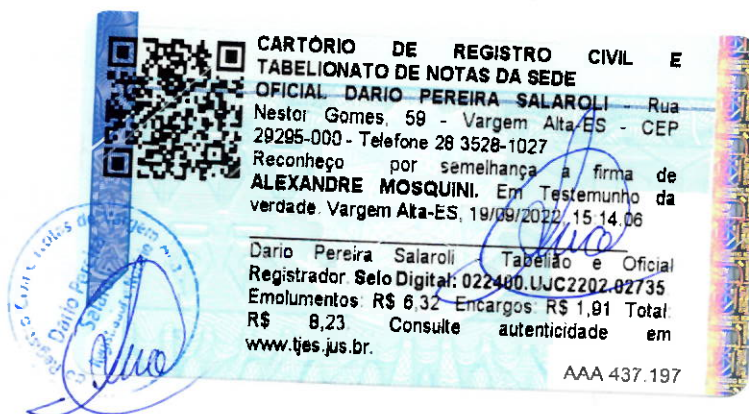 CARTÓRIO DE REGISTRO CIVIL E
TABELIONATO DE NOTAS DA SEDE
OFICIAL DARIO PEREIRA SALAROLI - Rua
Nestor Gomes, 59 - Vargem Alta-ES - CEP
29295-000 - Telefone 28 3528-1027
Reconheço por semelhança a firma de
ALEXANDRE MOSQUINI. Em Testemunho da
verdade. Vargem Alta-ES, 19/09/2022, 15:14:06
Dario Pereira Salaroli - Tabelião e Oficial
Registrador. Selo Digital: 022400.UJC2202.02735
Emolumentos: R$ 6,32 Encargos: R$ 1,91 Total:
R$ 8,23 Consulte autenticidade em
www.tjes.jus.br.
AAA 437.197
Dario Pereira